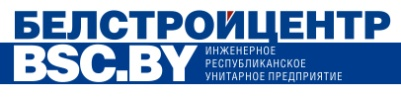 БЕЛСТРОЙЦЕНТР
BSC.BY
ИНЖЕНЕРНОЕ
РЕСПУБЛИКАНСКОЕ
УНИТАРНОЕ ПРЕДПРИЯТИЕ